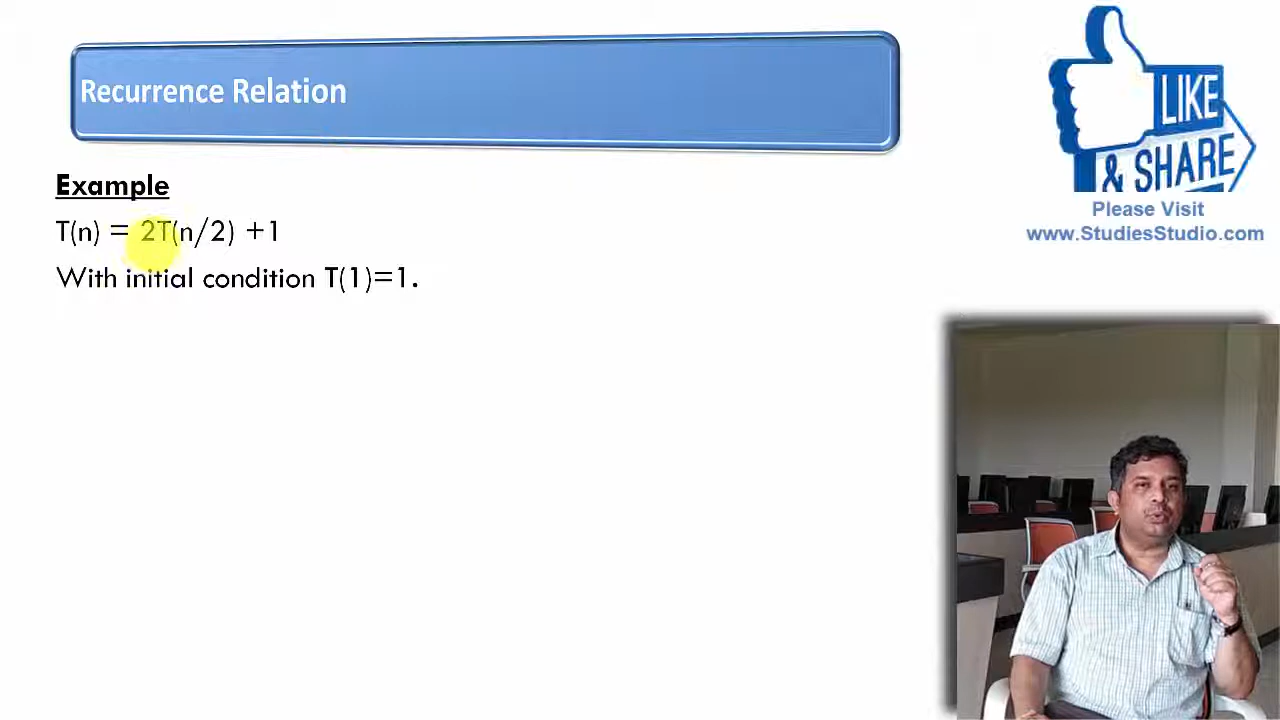 Recurrence Relation
LIKE
& SHARE
Please Visit
www.StudiesStudio.com
Example
T(n) = 2T(n/2) +1
With initial condition T(1)=1.